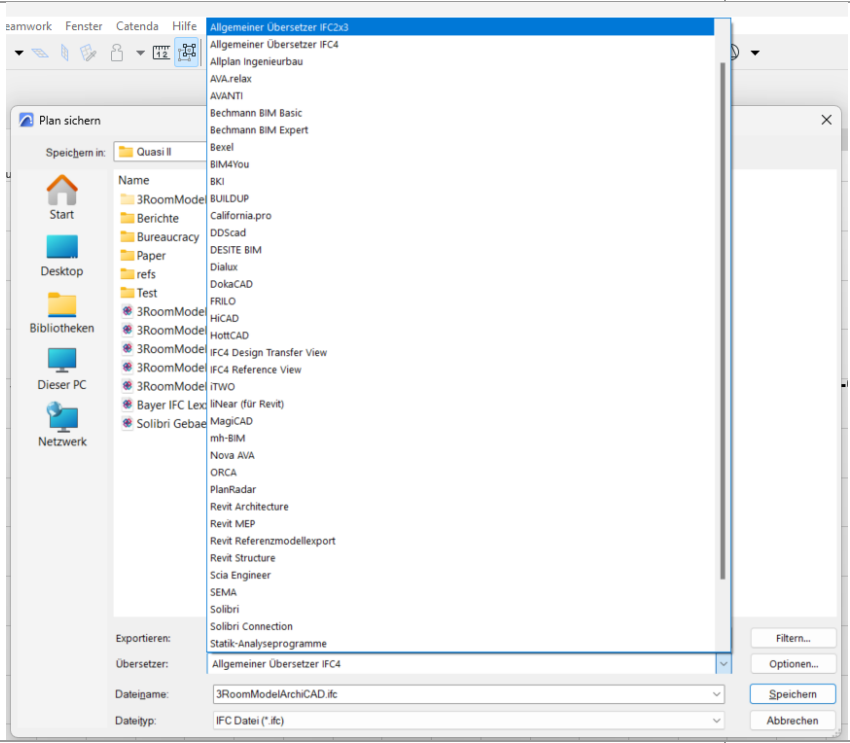 Teamwork Fenster Catenda Hilfe
12
Plan sichern
Speichern in: Quasi II
Start
Desktop
Bibliotheken
Dieser PC
Netzwerk
Name
3RoomModel
Berichte
Bureaucracy
Paper
refs
Test
3RoomModel
3RoomModel
3RoomModel
3RoomModel
3RoomModel
Bayer IFC Lex
Solibri Gebae
Allgemeiner Übersetzer IFC2x3
Allgemeiner Übersetzer IFC4
Allplan Ingenieurbau
AVA.relax
AVANTI
Bechmann BIM Basic
Bechmann BIM Expert
Bexel
BIM4You
BKI
BUILDUP
California.pro
DDScad
DESITE BIM
Dialux
DokaCAD
FRILO
HiCAD
HottCAD
IFC4 Design Transfer View
IFC4 Reference View
iTWO
liNear (für Revit)
MagiCAD
mh-BIM
Nova AVA
ORCA
PlanRadar
Revit Architecture
Revit MEP
Revit Referenzmodellexport
Revit Structure
Scia Engineer
SEMA
Solibri
Solibri Connection
Statik-Analyseprogramme
Exportieren:
Filtern...
Übersetzer: Allgemeiner Übersetzer IFC4
Optionen...
Dateiname: 3RoomModelArchiCAD.ifc
Speichern
Dateityp: IFC Datei (*.ifc)
Abbrechen